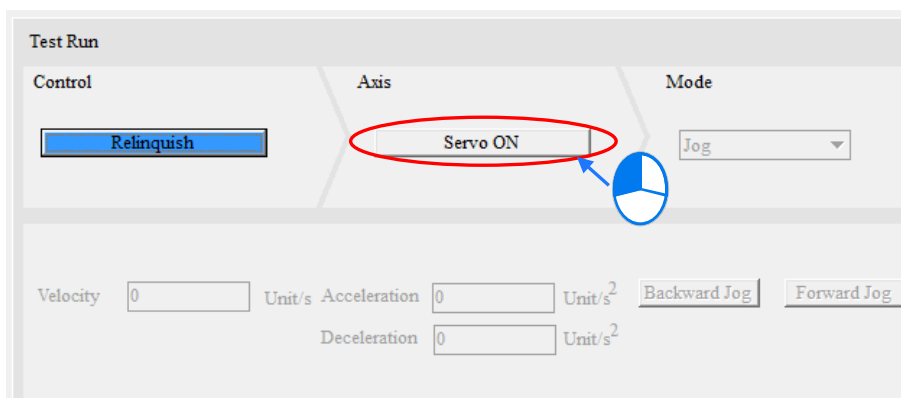 Test Run
Control Axis Mode
Relinquish Servo ON Jog
Velocity 0 Unit/s Acceleration 0 Unit/s2 Backward Jog Forward Jog
Deceleration 0 Unit/s2